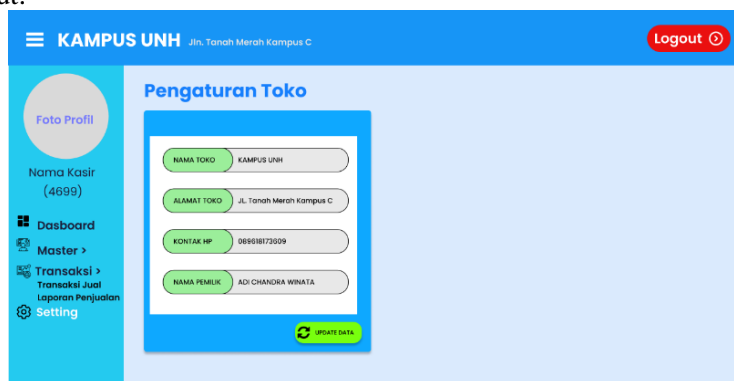 KAMPUS UNH Jln. Tanah Merah Kampus C
Logout
Foto Profil
Nama Kasir
(4699)
Dasboard
Master >
Transaksi >
Transaksi Jual
Laporan Penjualan
Setting
Pengaturan Toko
NAMA TOKO KAMPUS UNH
ALAMAT TOKO JL. Tanah Merah Kampus C
KONTAK HP 089618173609
NAMA PEMILIK ADI CHANDRA WINATA
UPDATE DATA